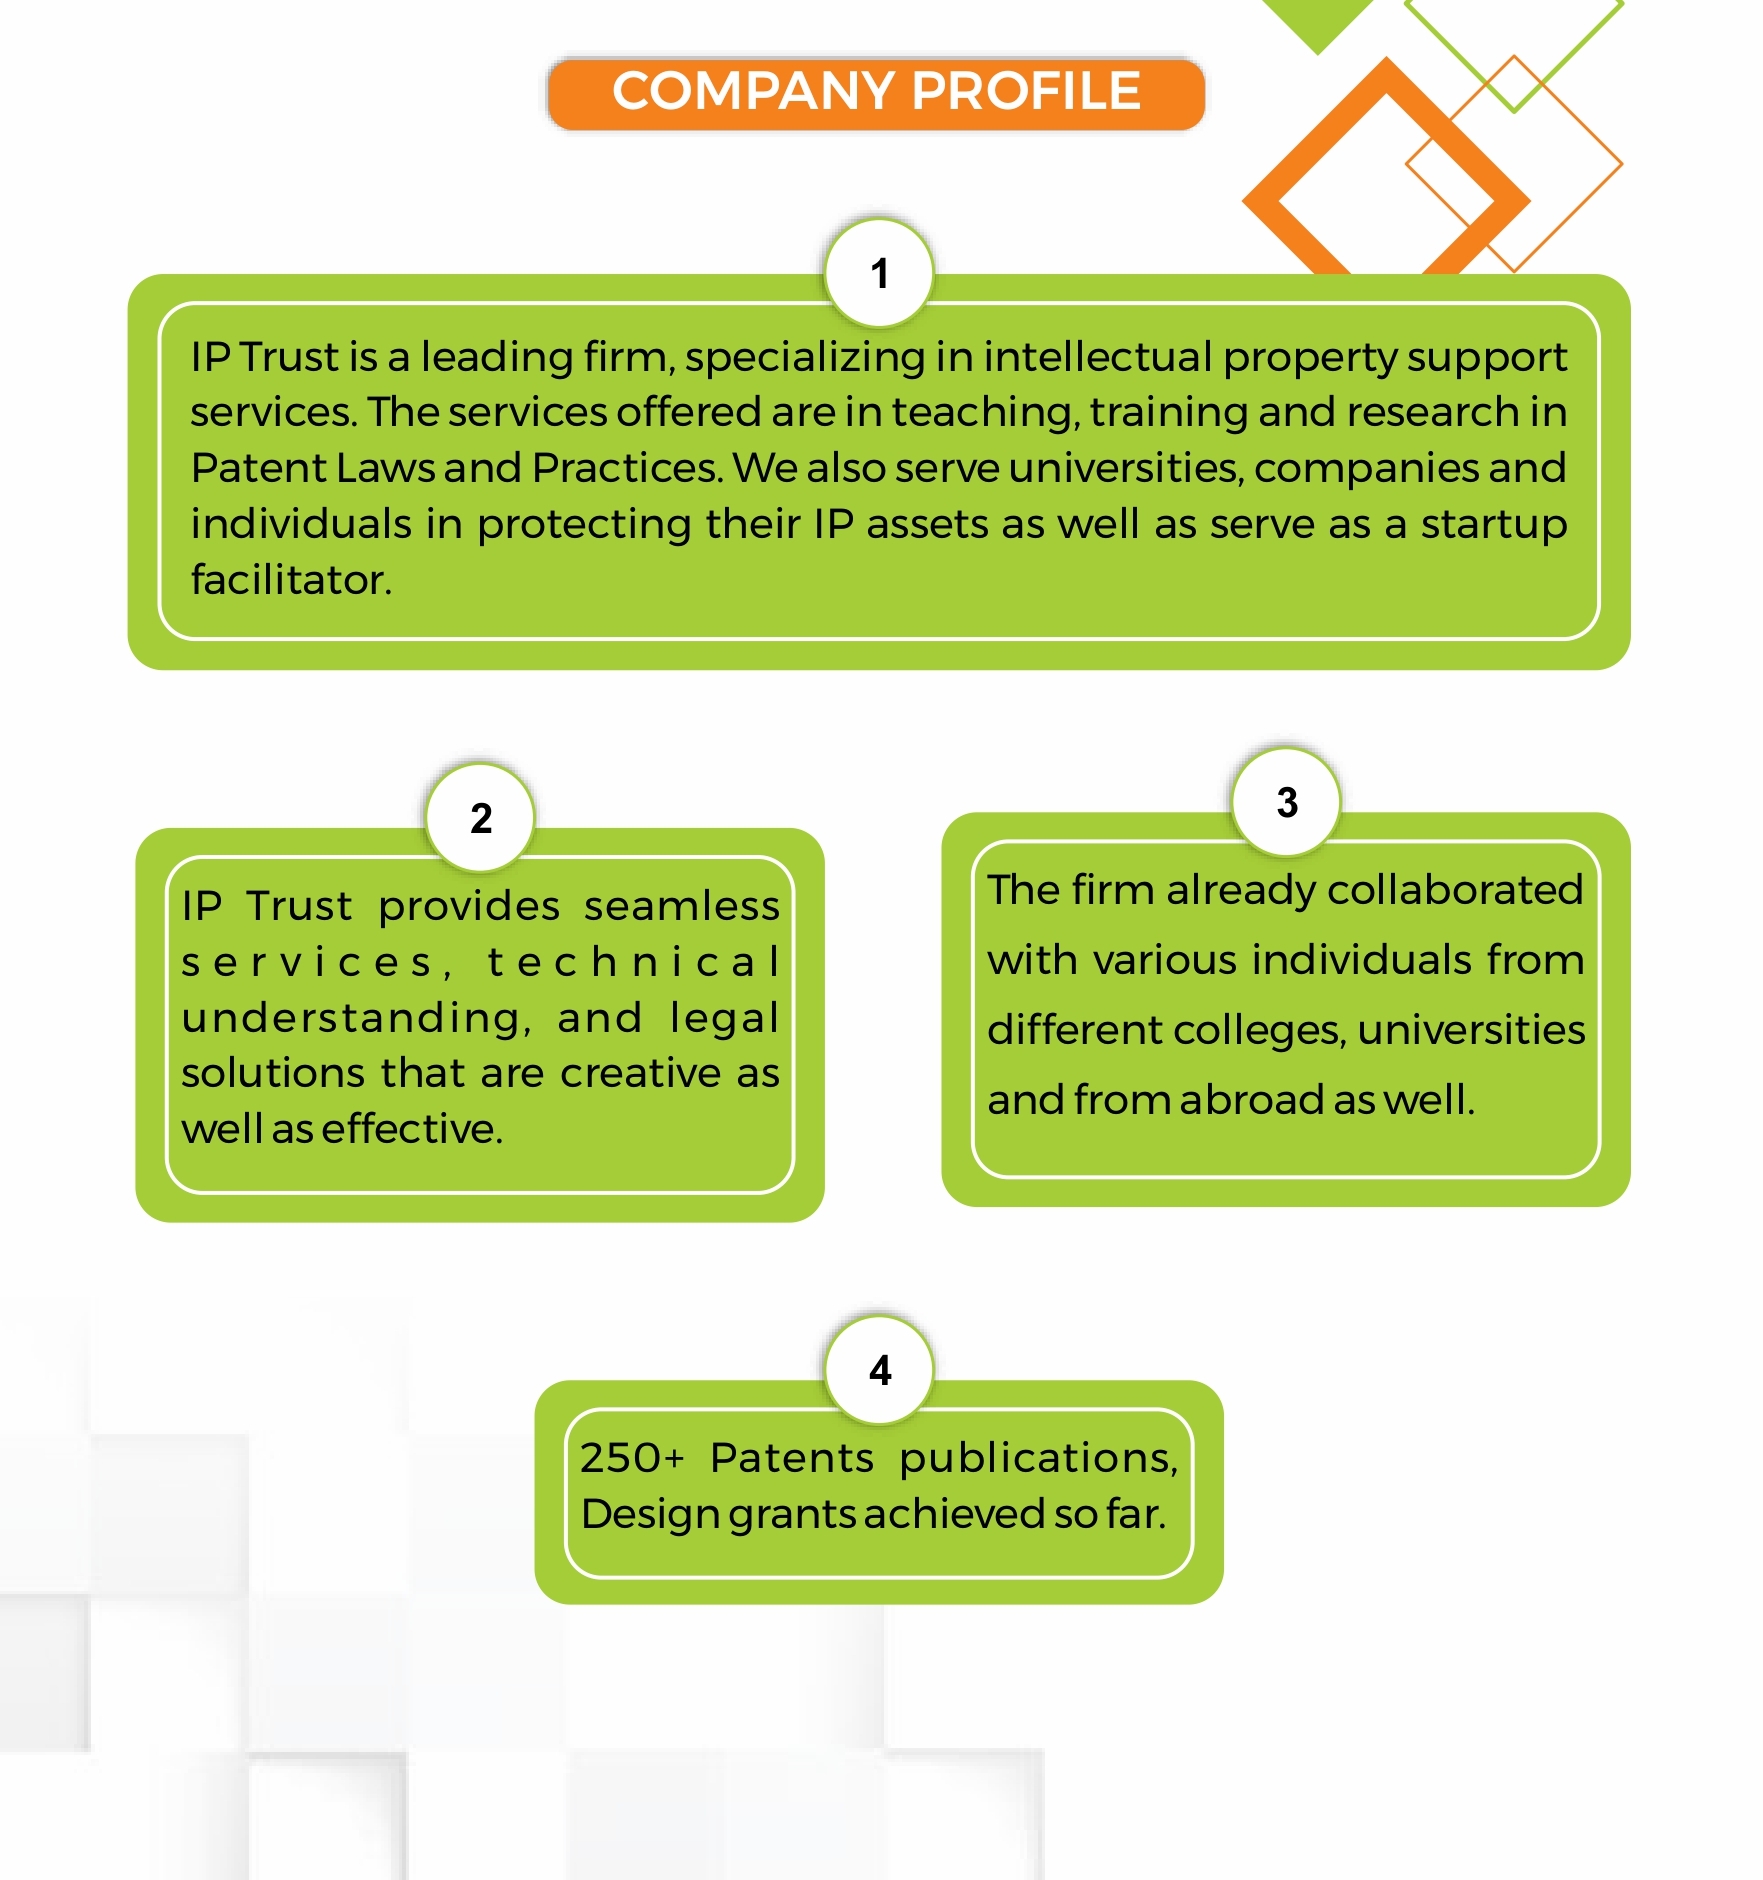 COMPANY PROFILE
1
IP Trust is a leading firm, specializing in intellectual property support
services. The services offered are in teaching, training and research in
Patent Laws and Practices. We also serve universities, companies and
individuals in protecting their IP assets as well as serve as a startup
facilitator.
2
IP Trust provides seamless
services, technical
understanding, and legal
solutions that are creative as
well as effective.
3
The firm already collaborated
with various individuals from
different colleges, universities
and from abroad as well.
4
250+ Patents publications,
Design grants achieved so far.